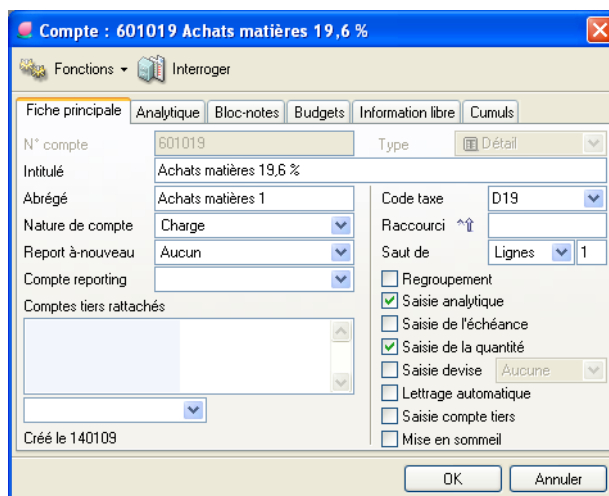 Compte : 601019 Achats matières 19,6 %
Fonctions Interroger
Fiche principale Analytique Bloc-notes Budgets Information libre Cumuls
N° compte 601019 Type Détail
Intitulé Achats matières 19,6 %
Abrégé Achats matières 1 Code taxe D19
Nature de compte Charge Raccourci
Report à-nouveau Aucun Saut de Lignes 1
Compte reporting Regroupement
Comptes tiers rattachés Saisie analytique
Saisie de l'échéance
Saisie de la quantité
Saisie devise Aucune
Lettrage automatique
Saisie compte tiers
Créé le 140109 Mise en sommeil
OK Annuler